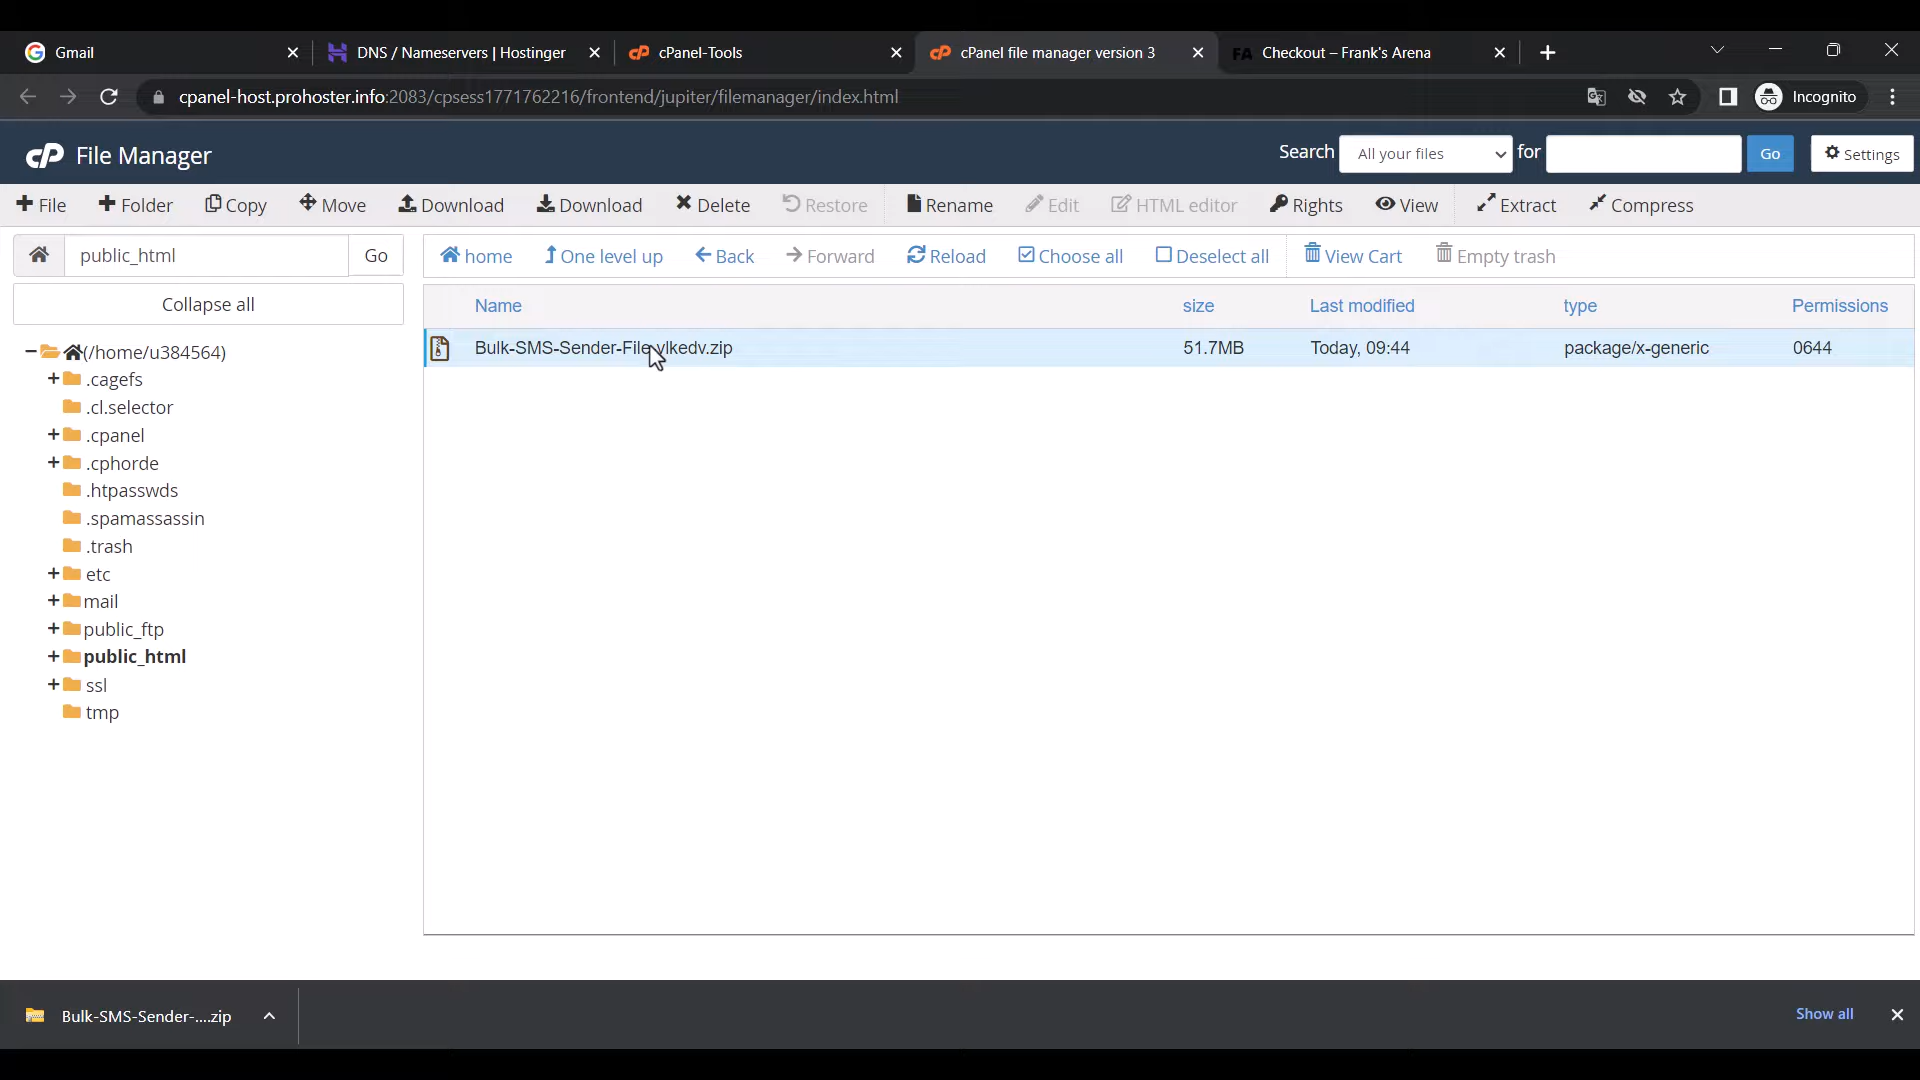 Gmail
DNS / Nameservers | Hostinger
cPanel-Tools
cPanel file manager version 3
FA Checkout – Frank's Arena
cpanel-host.prohoster.info:2083/cpsess1771762216/frontend/jupiter/filemanager/index.html
Incognito
cP File Manager
Search All your files for Go Settings
File Folder Copy Move Download Download Delete Restore Rename Edit HTML editor Rights View Extract Compress
public_html Go
home One level up Back Forward Reload Choose all Deselect all View Cart Empty trash
Collapse all
Name size Last modified type Permissions
Bulk-SMS-Sender-File-ylkedv.zip 51.7MB Today, 09:44 package/x-generic 0644
(/home/u384564)
.cagefs
.cl.selector
.cpanel
.cphorde
.htpasswds
.spamassassin
.trash
etc
mail
public_ftp
public_html
ssl
tmp
Bulk-SMS-Sender-....zip
Show all